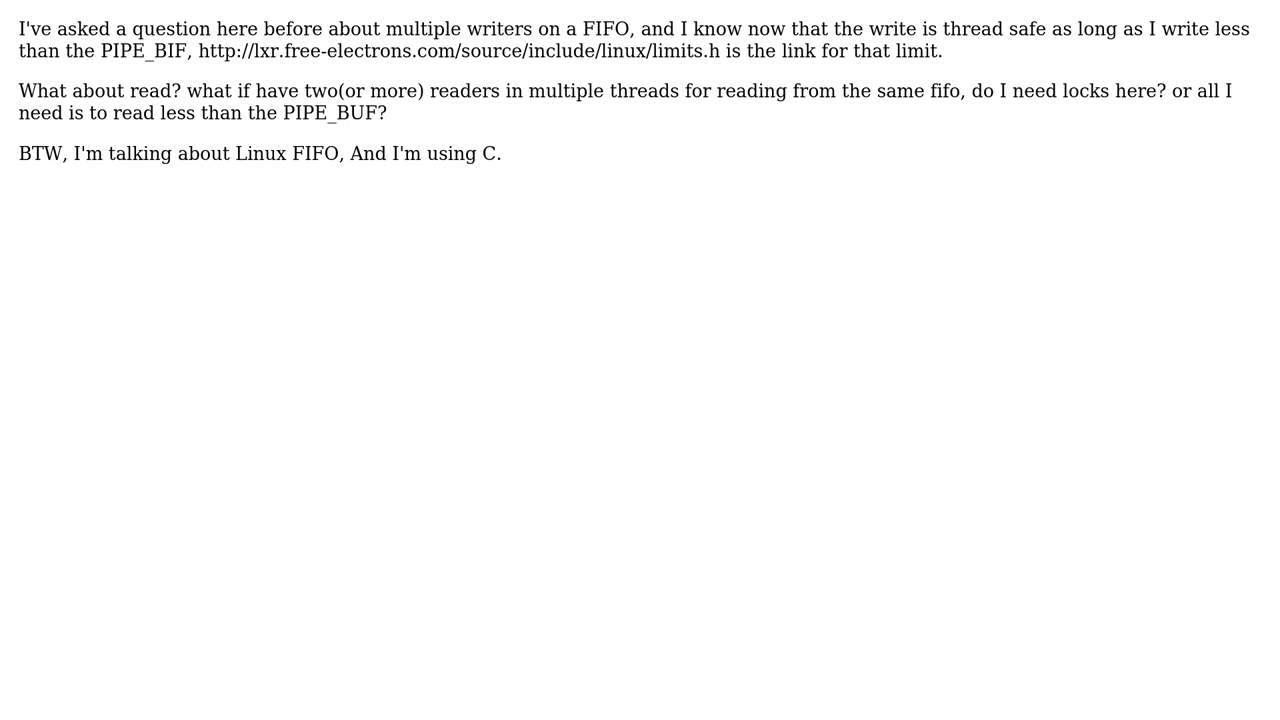 I've asked a question here before about multiple writers on a FIFO, and I know now that the write is thread safe as long as I write less
than the PIPE_BIF, http://lxr.free-electrons.com/source/include/linux/limits.h is the link for that limit.
What about read? what if have two(or more) readers in multiple threads for reading from the same fifo, do I need locks here? or all I
need is to read less than the PIPE_BUF?
BTW, I'm talking about Linux FIFO, And I'm using C.